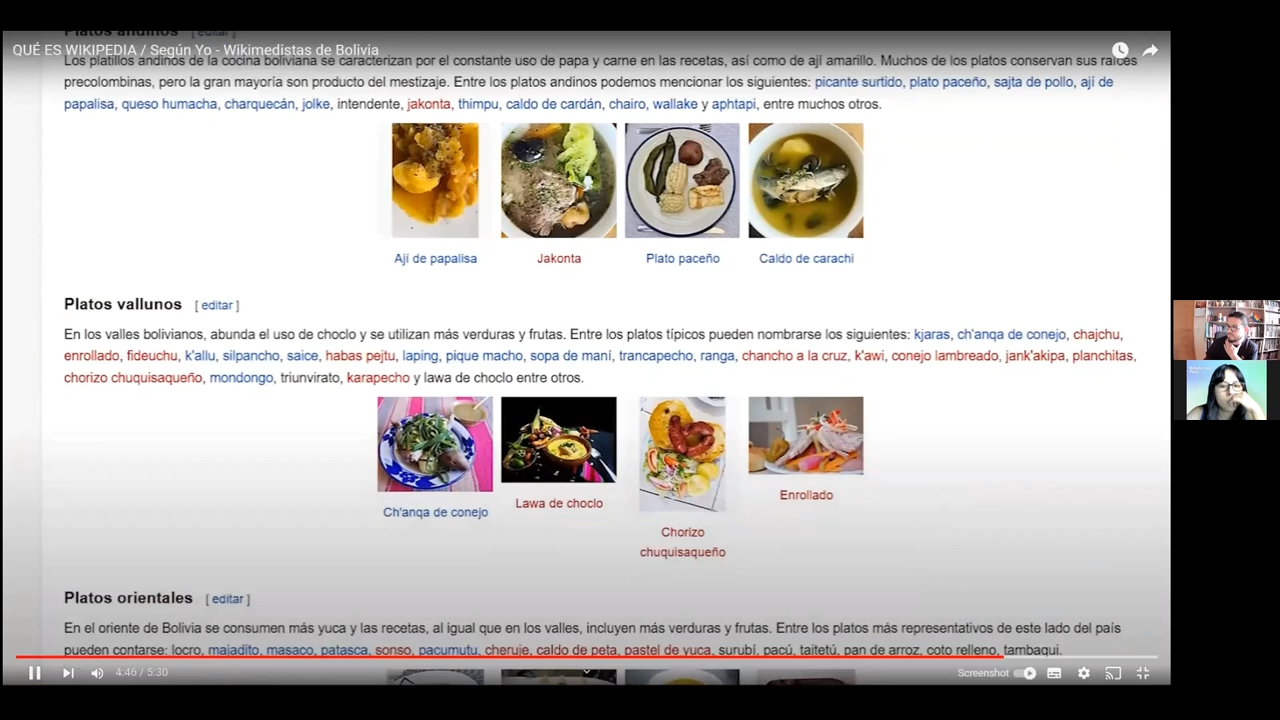 Platos andinos [ editar ]
QUÉ ES WIKIPEDIA / Según Yo - Wikimedistas de Bolivia
Los platillos andinos de la cocina boliviana se caracterizan por el constante uso de papa y carne en las recetas, así como de ají amarillo. Muchos de los platos conservan sus raíces
precolombinas, pero la gran mayoría son producto del mestizaje. Entre los platos andinos podemos mencionar los siguientes: picante surtido, plato paceño, sajta de pollo, ají de
papalisa, queso humacha, charquecán, jolke, intendente, jakonta, thimpu, caldo de cardán, chairo, wallake y aphtapi, entre muchos otros.
Ají de papalisa
Jakonta
Plato paceño
Caldo de carachi
Platos vallunos [ editar ]
En los valles bolivianos, abunda el uso de choclo y se utilizan más verduras y frutas. Entre los platos típicos pueden nombrarse los siguientes: kjaras, ch'anqa de conejo, chajchu,
enrollado, fideuchu, k'allu, silpancho, saice, habas pejtu, laping, pique macho, sopa de maní, trancapecho, ranga, chancho a la cruz, k'awi, conejo lambreado, jank'akipa, planchitas,
chorizo chuquisaqueño, mondongo, triunvirato, karapecho y lawa de choclo entre otros.
Ch'anqa de conejo
Lawa de choclo
Chorizo
chuquisaqueño
Enrollado
Platos orientales [ editar ]
En el oriente de Bolivia se consumen más yuca y las recetas, al igual que en los valles, incluyen más verduras y frutas. Entre los platos más representativos de este lado del país
pueden contarse: locro, majadito, masaco, patasca, sonso, pacumutu, cheruje, caldo de peta, pastel de yuca, surubí, pacú, taitetú, pan de arroz, coto relleno, tambaqui.
4:46 / 5:30
Screenshot